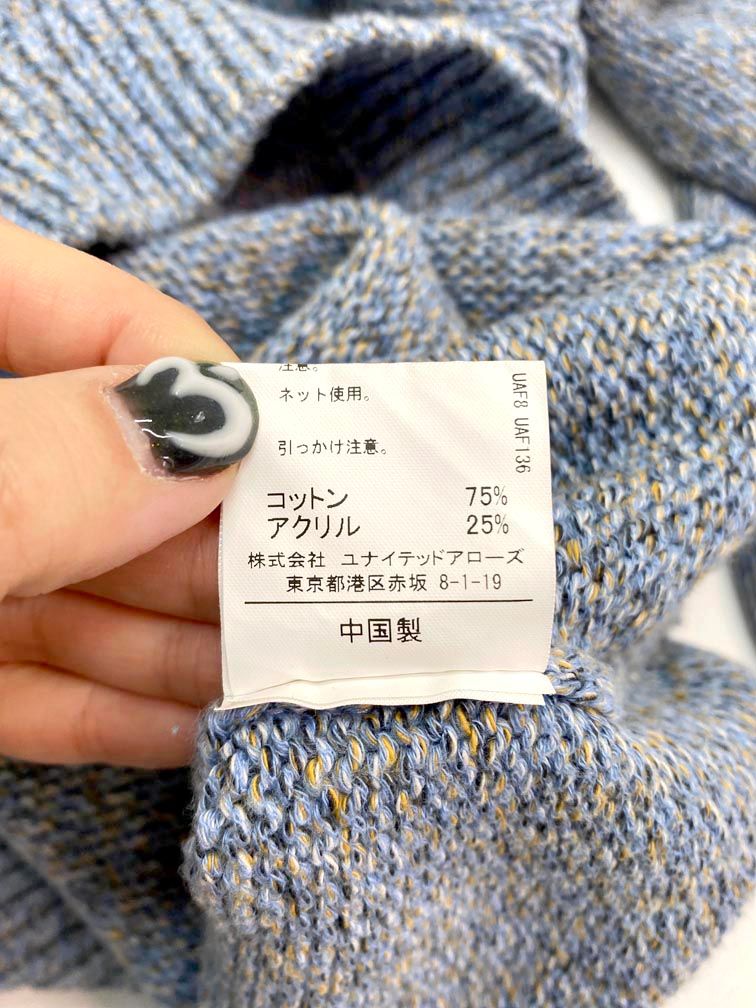 注意。
ネット使用。
引っかけ注意。
UAF8 UAF136
コットン 75%
アクリル 25%
株式会社 ユナイテッドアローズ
東京都港区赤坂 8-1-19
中国製